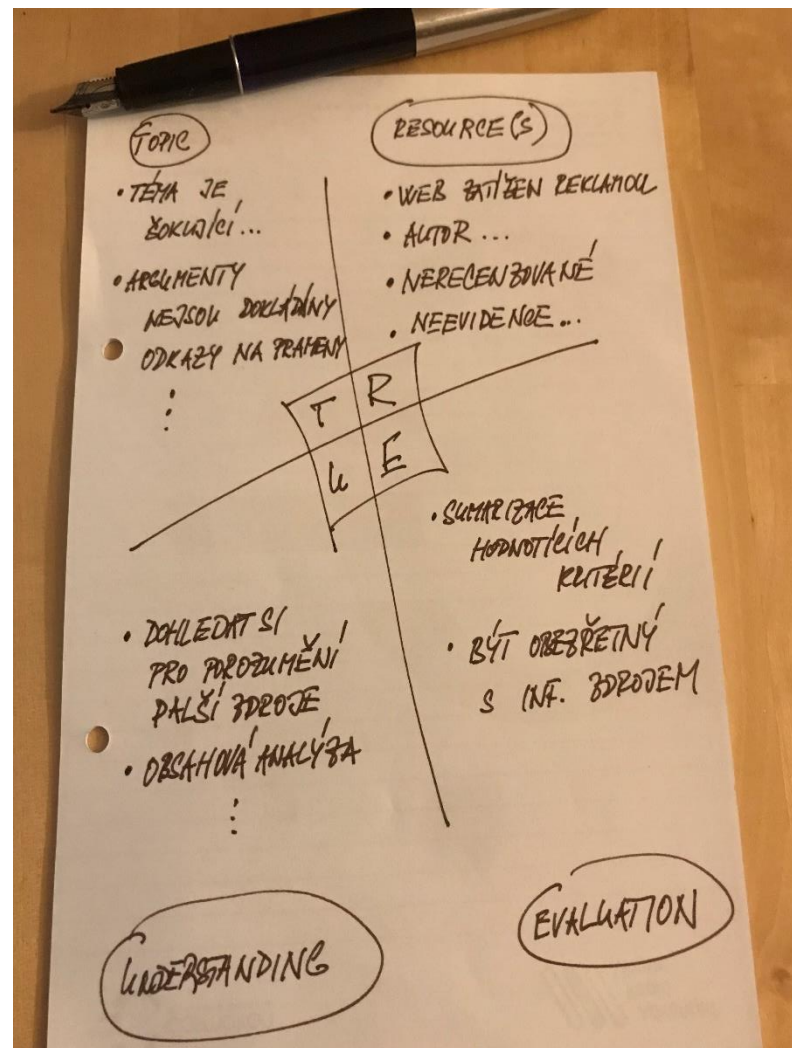 TOPIC
• TÉMA JE
ŠOKUJÍCÍ...
• ARGUMENTY
NEJSOU DOKLÁDÁNY
ODKAZY NA PRAMENY
⋮
RESOURCE(S)
• WEB ZATÍŽEN REKLAMOU
• AUTOR ...
• NERECENZOVANÉ
• NEEVIDENCE...
T R
U E
• DOHLEDAT SI
PRO POROZUMĚNÍ
DALŠÍ ZDROJE
• OBSAHOVÁ ANALÝZA
⋮
UNDERSTANDING
• SUMARIZACE
HODNOTÍCÍCH
KRITÉRIÍ
• BÝT OBEZŘETNÝ
S INF. ZDROJEM
EVALUATION